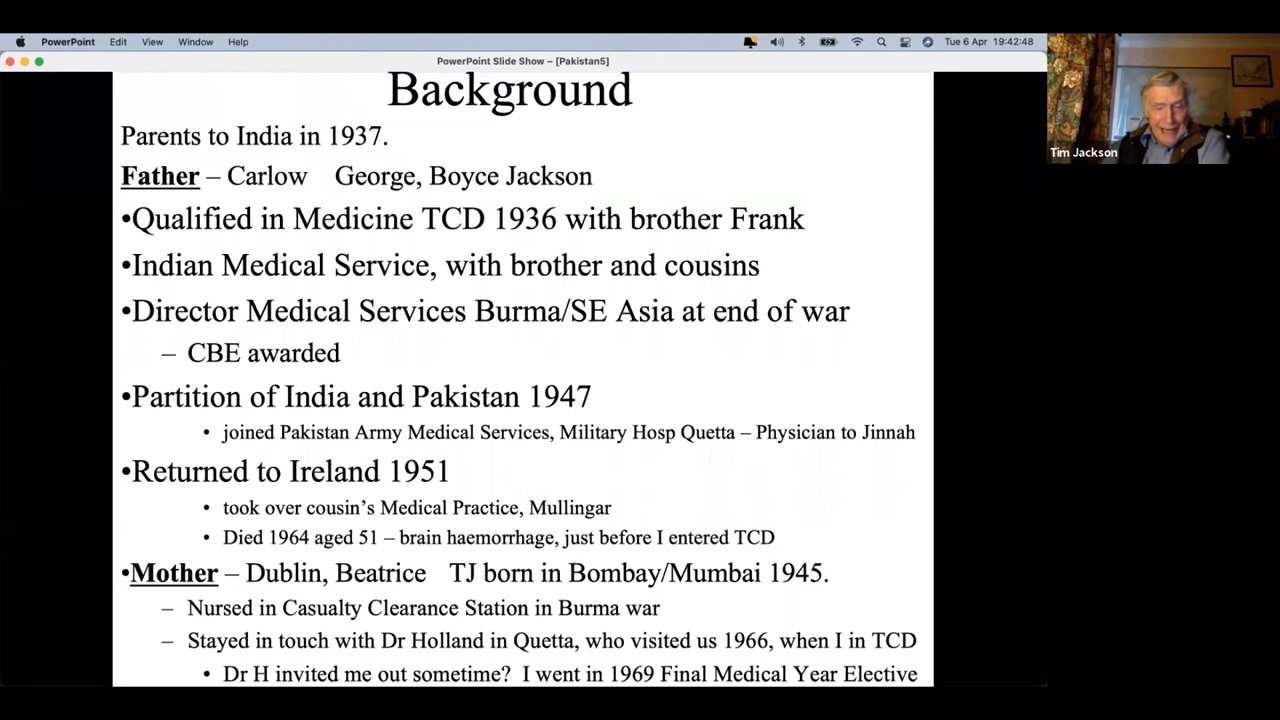 PowerPoint Edit View Window Help Tue 6 Apr 19:42:48
PowerPoint Slide Show – [Pakistan5]
Background
Parents to India in 1937.
Father – Carlow George, Boyce Jackson
•Qualified in Medicine TCD 1936 with brother Frank
•Indian Medical Service, with brother and cousins
•Director Medical Services Burma/SE Asia at end of war
– CBE awarded
•Partition of India and Pakistan 1947
• joined Pakistan Army Medical Services, Military Hosp Quetta – Physician to Jinnah
•Returned to Ireland 1951
• took over cousin's Medical Practice, Mullingar
• Died 1964 aged 51 – brain haemorrhage, just before I entered TCD
•Mother – Dublin, Beatrice TJ born in Bombay/Mumbai 1945.
– Nursed in Casualty Clearance Station in Burma war
– Stayed in touch with Dr Holland in Quetta, who visited us 1966, when I in TCD
• Dr H invited me out sometime? I went in 1969 Final Medical Year Elective
Tim Jackson